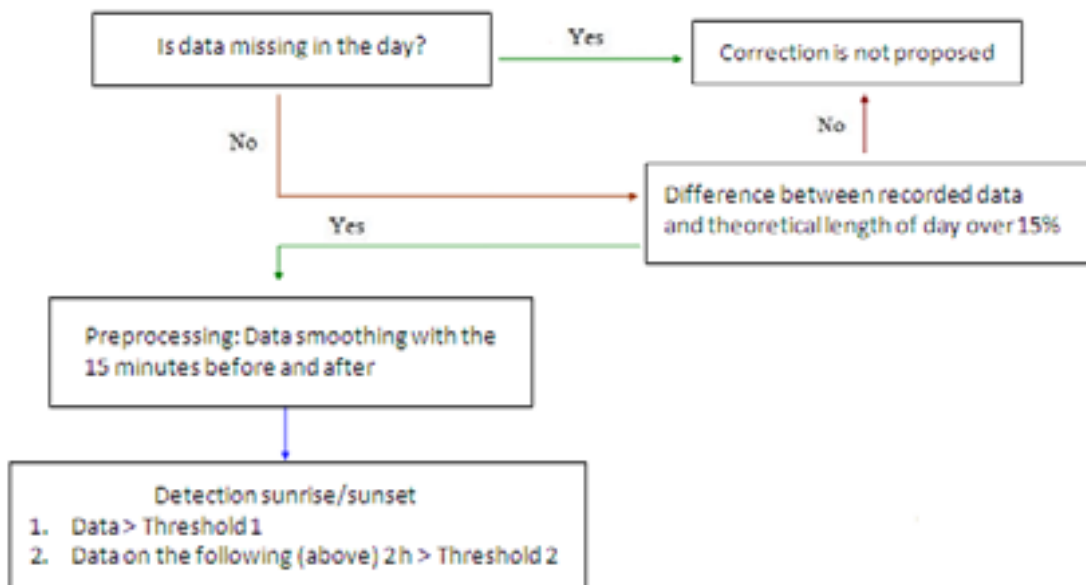 Is data missing in the day?
Yes
Correction is not proposed
No
No
Difference between recorded data
and theoretical length of day over 15%
Yes
Preprocessing: Data smoothing with the
15 minutes before and after
Detection sunrise/sunset
1. Data > Threshold 1
2. Data on the following (above) 2 h > Threshold 2